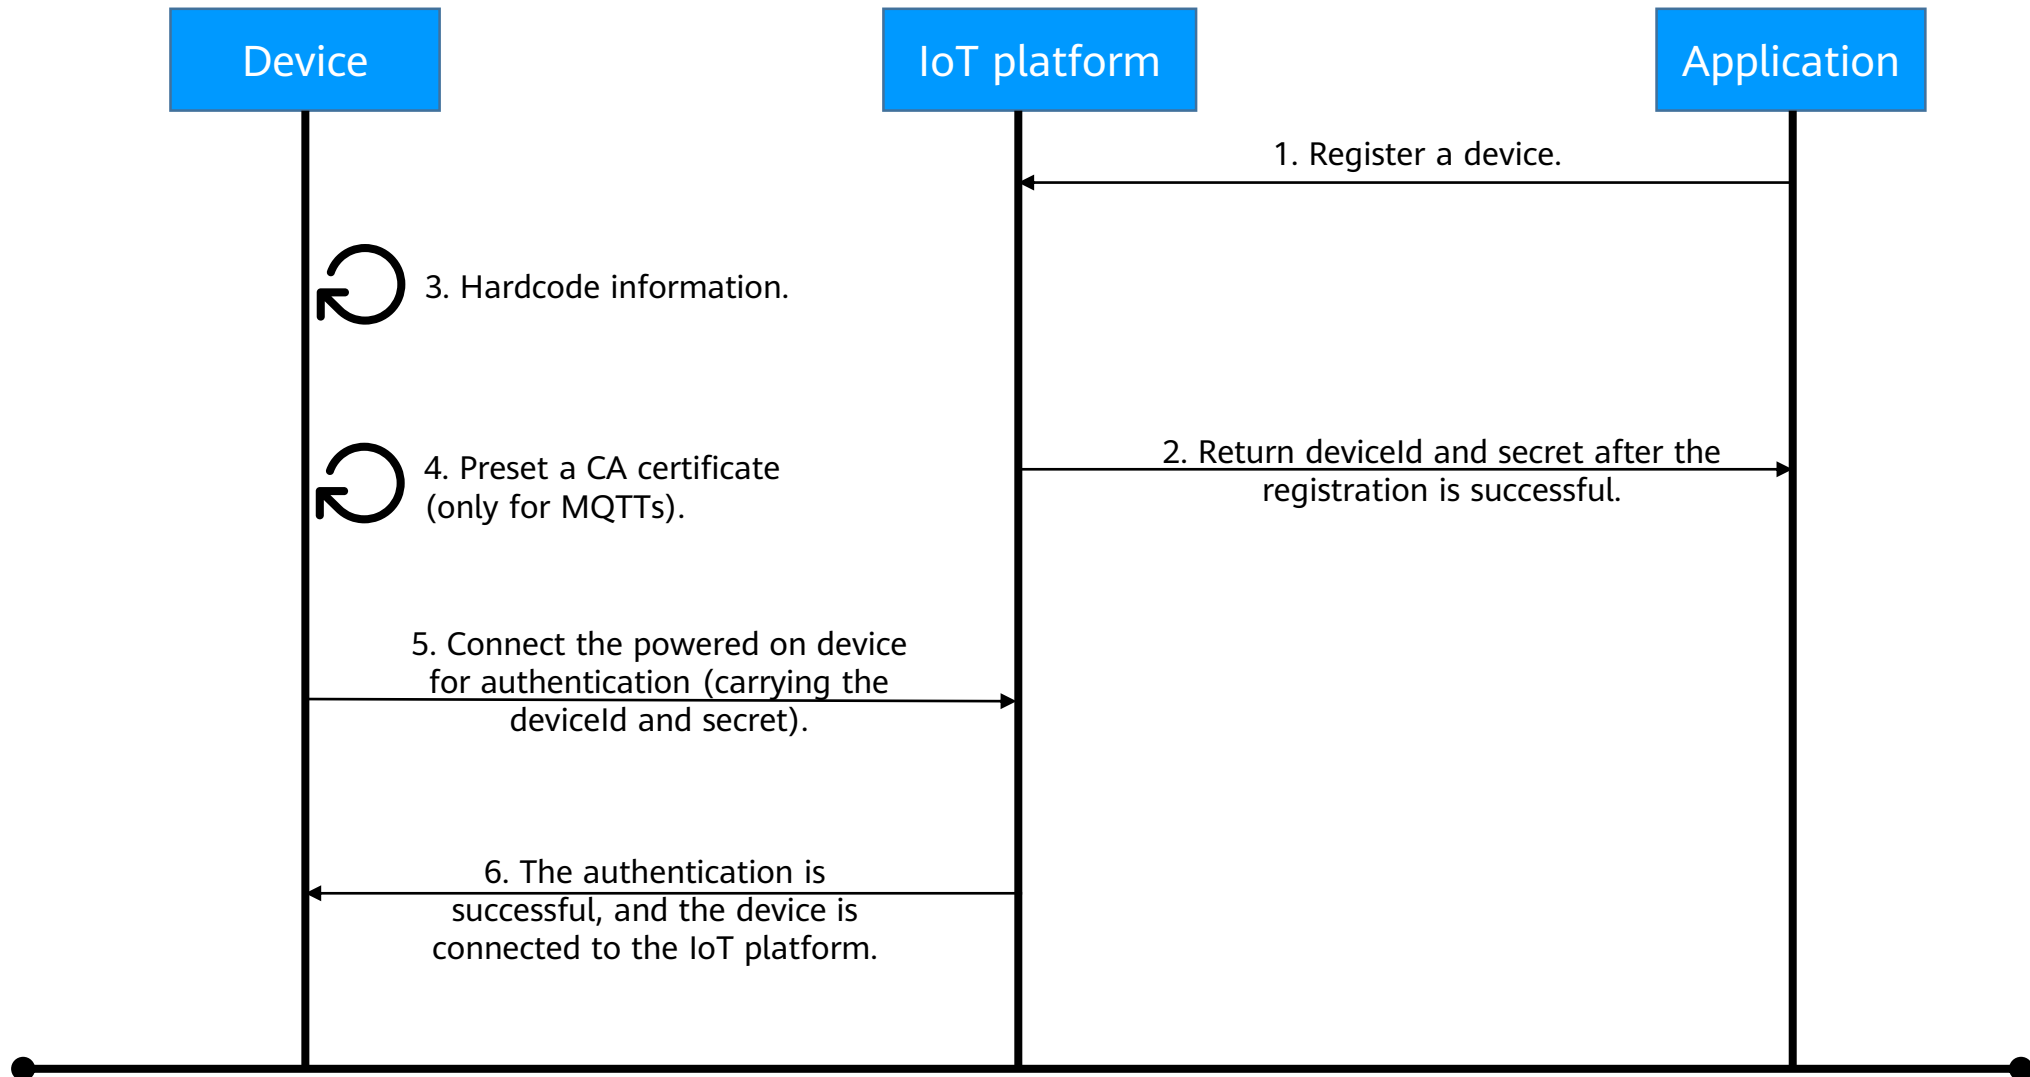 Device
IoT platform
Application
1. Register a device.
3. Hardcode information.
2. Return deviceId and secret after the
registration is successful.
4. Preset a CA certificate
(only for MQTTs).
5. Connect the powered on device
for authentication (carrying the
deviceId and secret).
6. The authentication is
successful, and the device is
connected to the IoT platform.